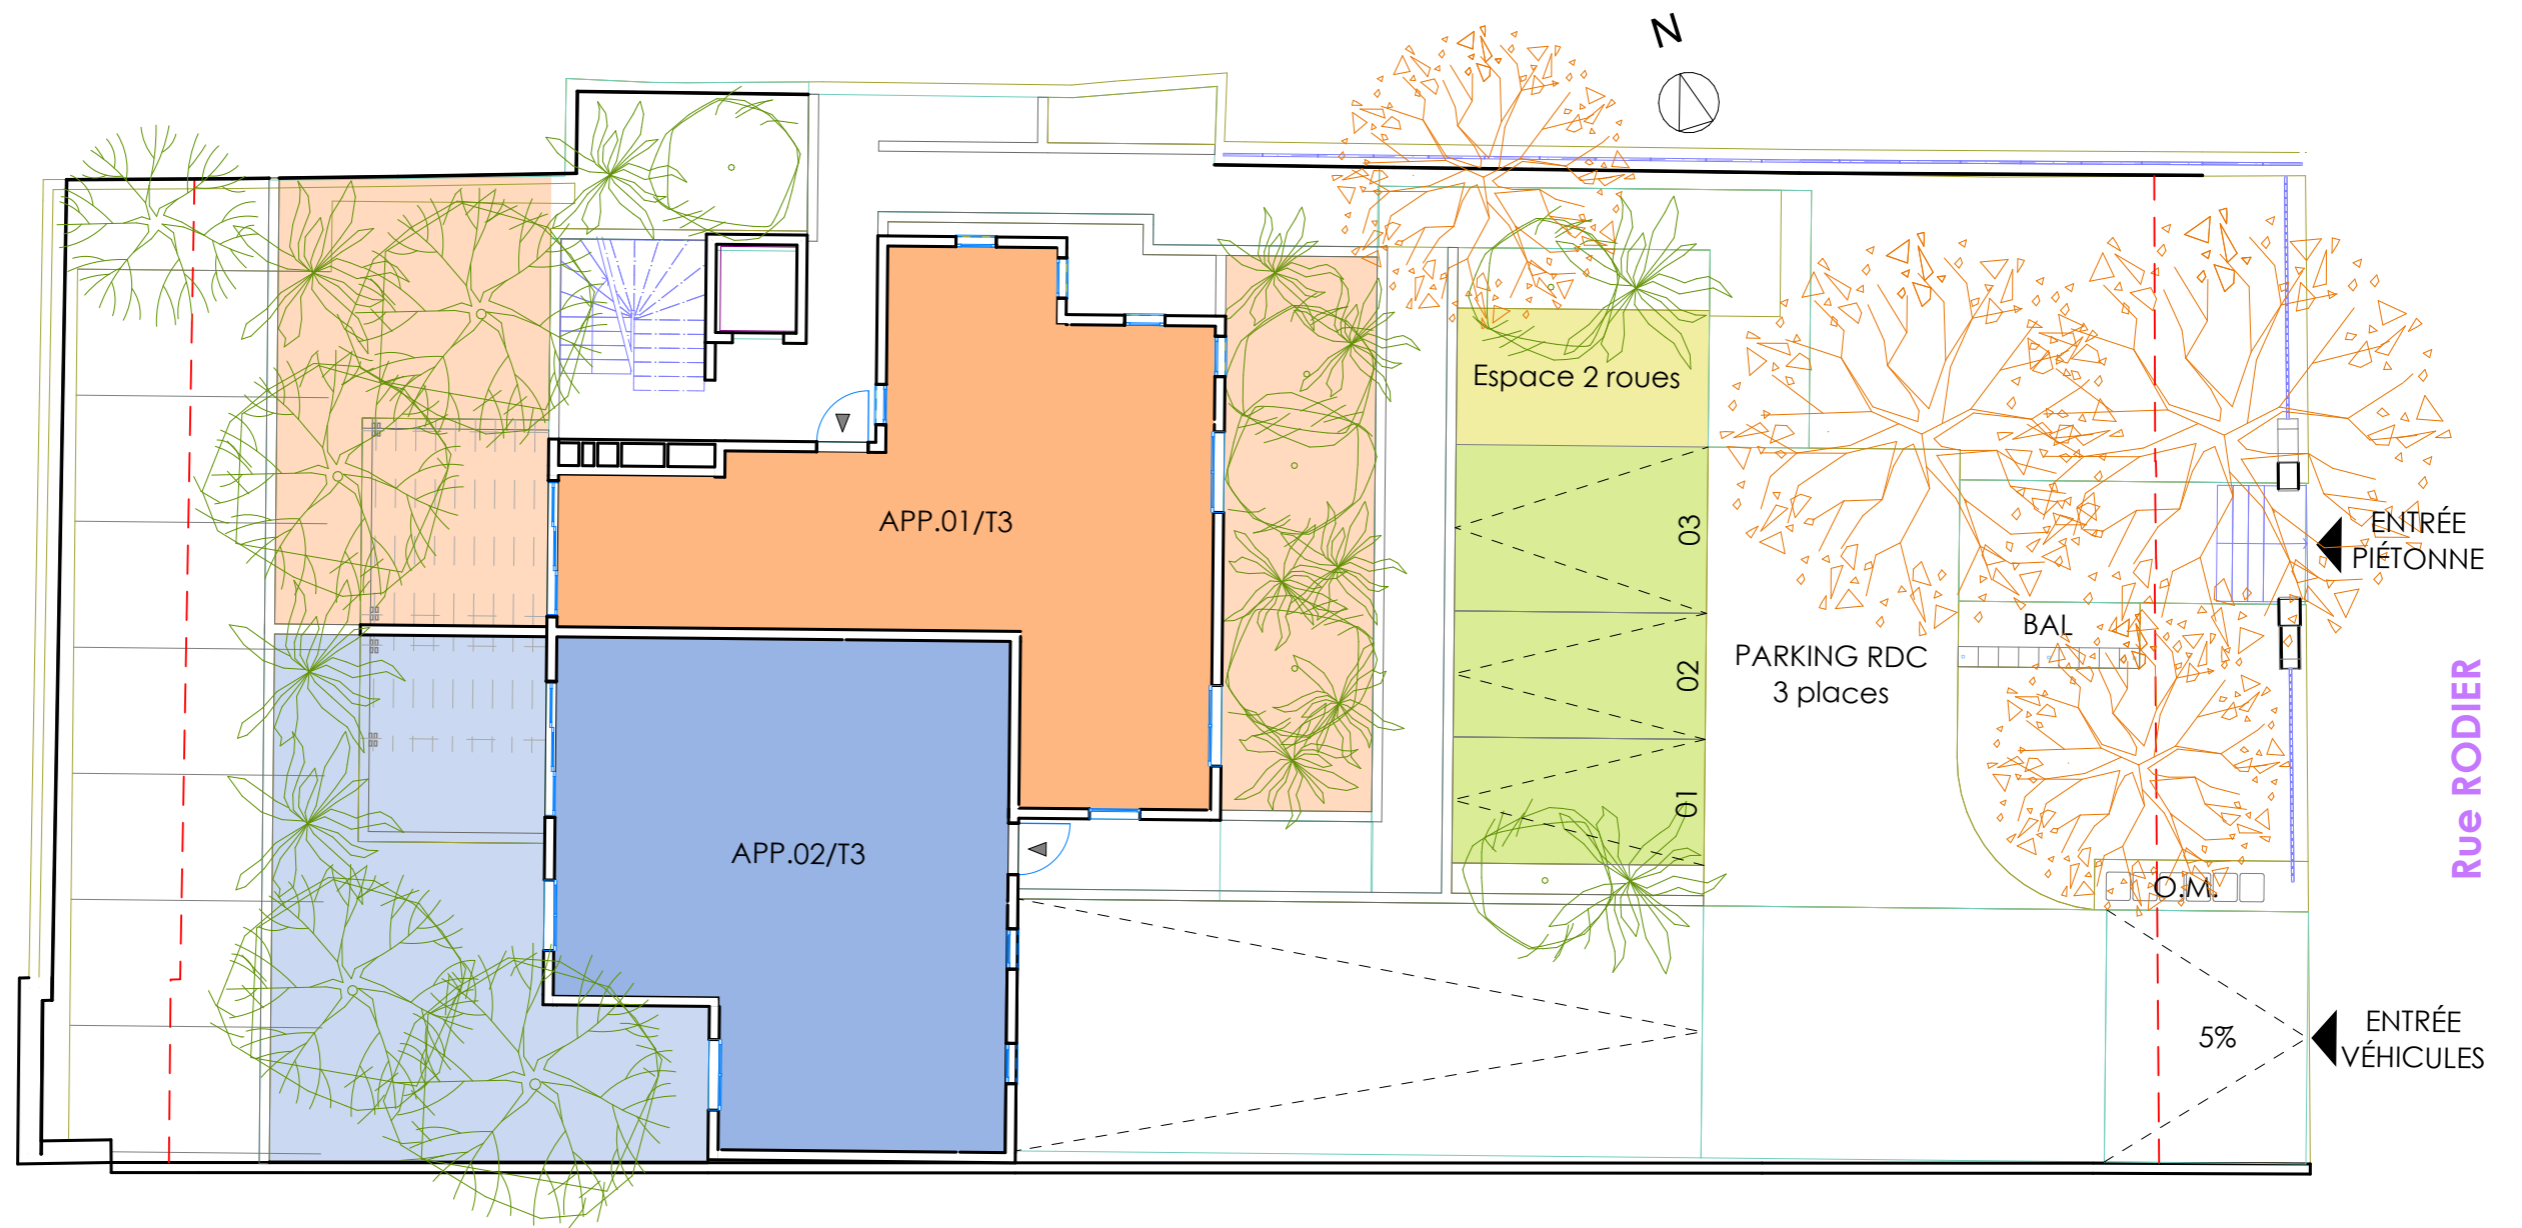 N
Espace 2 roues
APP.01/T3
03
ENTRÉE
PIÉTONNE
BAL
PARKING RDC
3 places
02
01
Rue RODIER
APP.02/T3
O.M.
5%
ENTRÉE
VÉHICULES